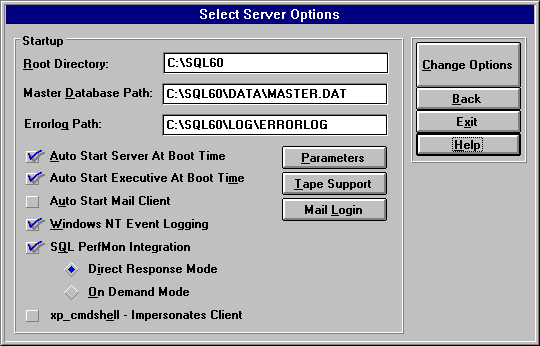 Select Server Options
Startup
Root Directory: C:\SQL60
Master Database Path: C:\SQL60\DATA\MASTER.DAT
Errorlog Path: C:\SQL60\LOG\ERRORLOG
Auto Start Server At Boot Time
Auto Start Executive At Boot Time
Auto Start Mail Client
Windows NT Event Logging
SQL PerfMon Integration
Direct Response Mode
On Demand Mode
xp_cmdshell - Impersonates Client
Parameters
Tape Support
Mail Login
Change Options
Back
Exit
Help